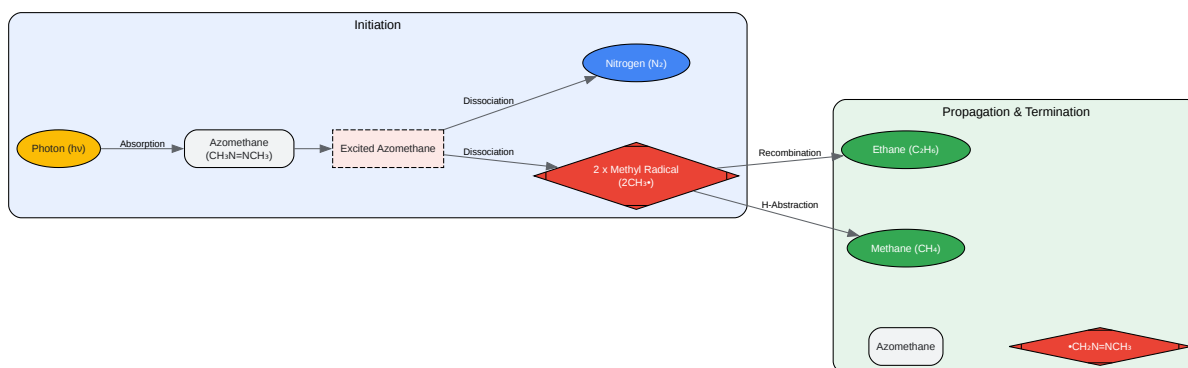 Initiation
Nitrogen (N₂)
Dissociation
Photon (hν)
Absorption
Azomethane
(CH₃N=NCH₃)
Excited Azomethane
Dissociation
2 x Methyl Radical
(2CH₃•)
Propagation & Termination
Recombination
Ethane (C₂H₆)
H-Abstraction
Methane (CH₄)
Azomethane
•CH₂N=NCH₃